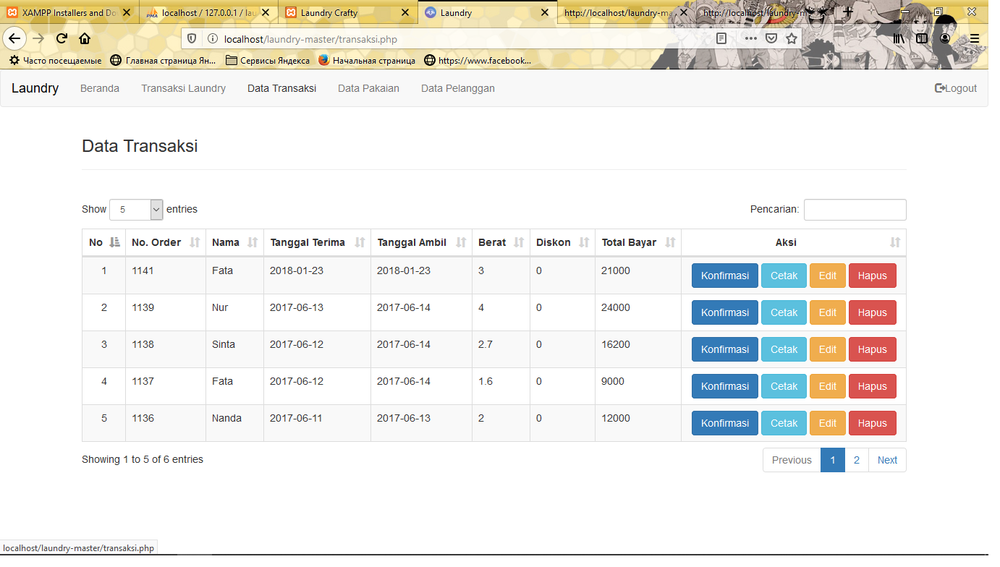 XAMPP Installers and Do
localhost / 127.0.0.1 / lau
Laundry Crafty
Laundry
http://localhost/laundry-ma
http://localhost/laundry-m
localhost/laundry-master/transaksi.php
Часто посещаемые Главная страница Ян... Сервисы Яндекса Начальная страница https://www.facebook...
Laundry Beranda Transaksi Laundry Data Transaksi Data Pakaian Data Pelanggan Logout
Data Transaksi
Show 5 entries Pencarian:
No No. Order Nama Tanggal Terima Tanggal Ambil Berat Diskon Total Bayar Aksi
1 1141 Fata 2018-01-23 2018-01-23 3 0 21000 Konfirmasi Cetak Edit Hapus
2 1139 Nur 2017-06-13 2017-06-14 4 0 24000 Konfirmasi Cetak Edit Hapus
3 1138 Sinta 2017-06-12 2017-06-14 2.7 0 16200 Konfirmasi Cetak Edit Hapus
4 1137 Fata 2017-06-12 2017-06-14 1.6 0 9000 Konfirmasi Cetak Edit Hapus
5 1136 Nanda 2017-06-11 2017-06-13 2 0 12000 Konfirmasi Cetak Edit Hapus
Showing 1 to 5 of 6 entries Previous 1 2 Next
localhost/laundry-master/transaksi.php